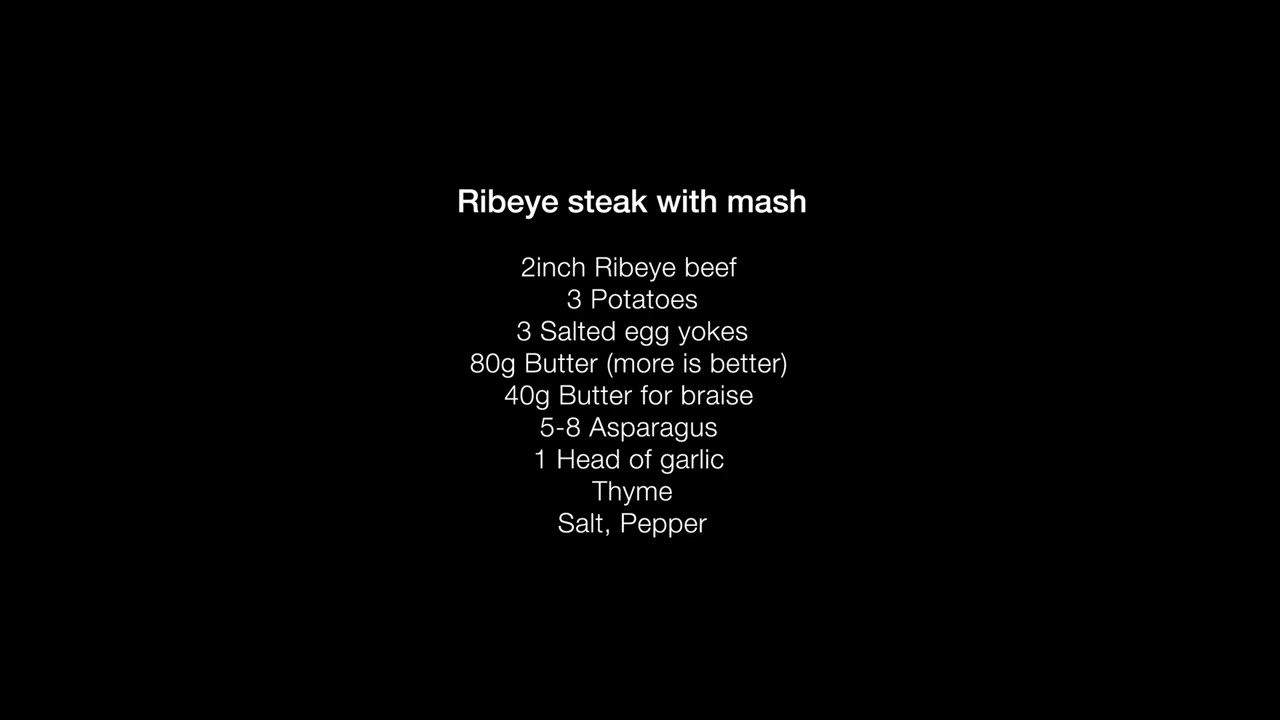 Ribeye steak with mash
2inch Ribeye beef
3 Potatoes
3 Salted egg yokes
80g Butter (more is better)
40g Butter for braise
5-8 Asparagus
1 Head of garlic
Thyme
Salt, Pepper